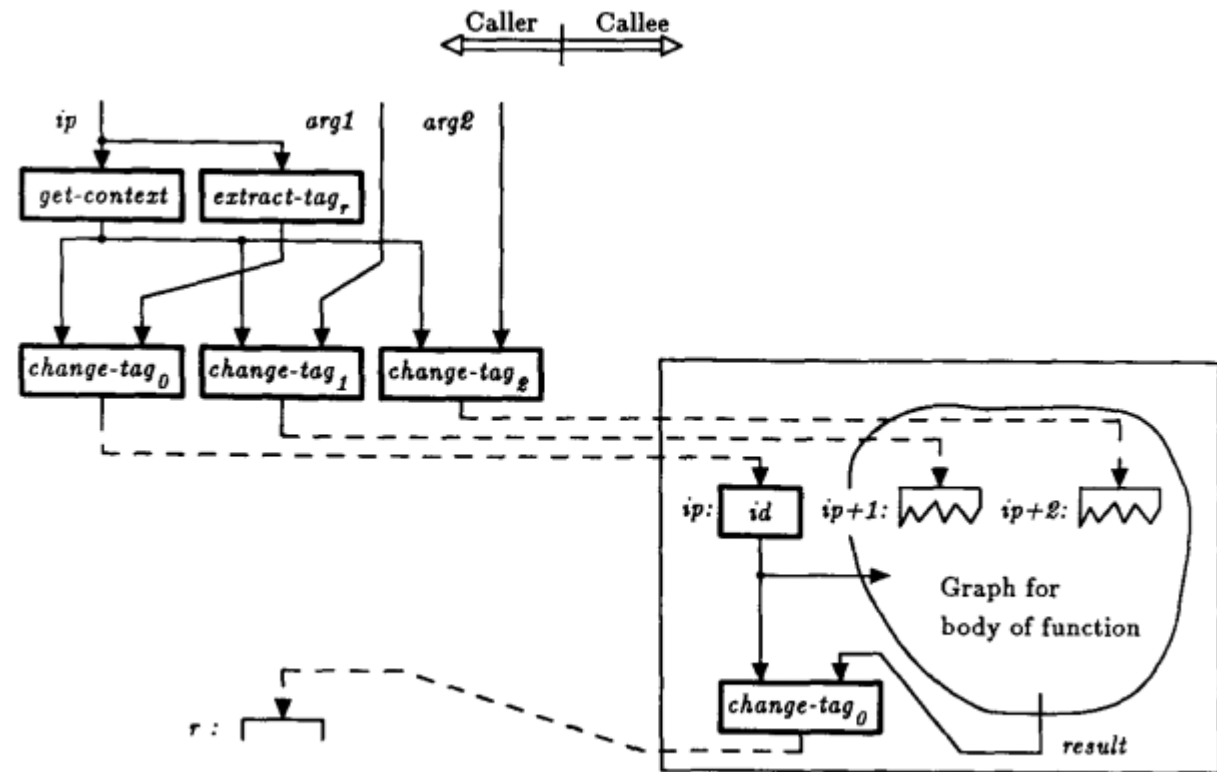 Caller Callee
ip arg1 arg2
get-context extract-tag_r
change-tag_0 change-tag_1 change-tag_2
ip: id ip+1: ip+2:
Graph for
body of function
change-tag_0
r :
result